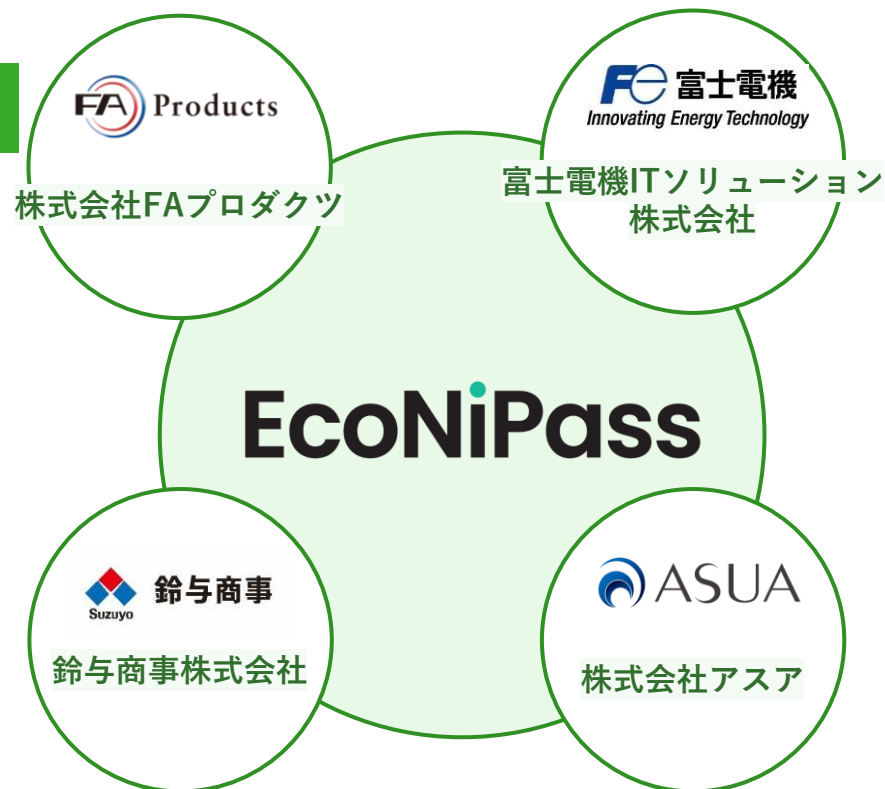 FA Products
株式会社FAプロダクツ
Fe 富士電機
Innovating Energy Technology
富士電機ITソリューション
株式会社
EcoNiPass
鈴与商事
Suzuyo
鈴与商事株式会社
ASUA
株式会社アスア